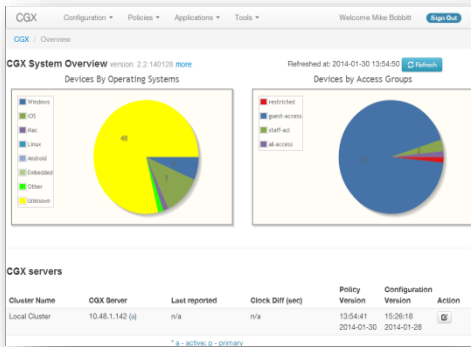 CGX Configuration Policies Applications Tools Welcome Mike Bobbitt Sign Out
CGX / Overview
CGX System Overview version: 2.2.140128 more Refreshed at: 2014-01-30 13:54:50 Refresh
Devices By Operating Systems
Windows
iOS
Mac
Linux
Android
Embedded
Other
Unknown
48
7
Devices by Access Groups
restricted
guest-access
staff-ad
all-access
CGX servers
Cluster Name CGX Server Last reported Clock Diff (sec) Policy Version Configuration Version Action
Local Cluster 10.48.1.142 (a) n/a n/a 13:54:41 15:26:18
2014-01-30 2014-01-28
* a - active; p - primary